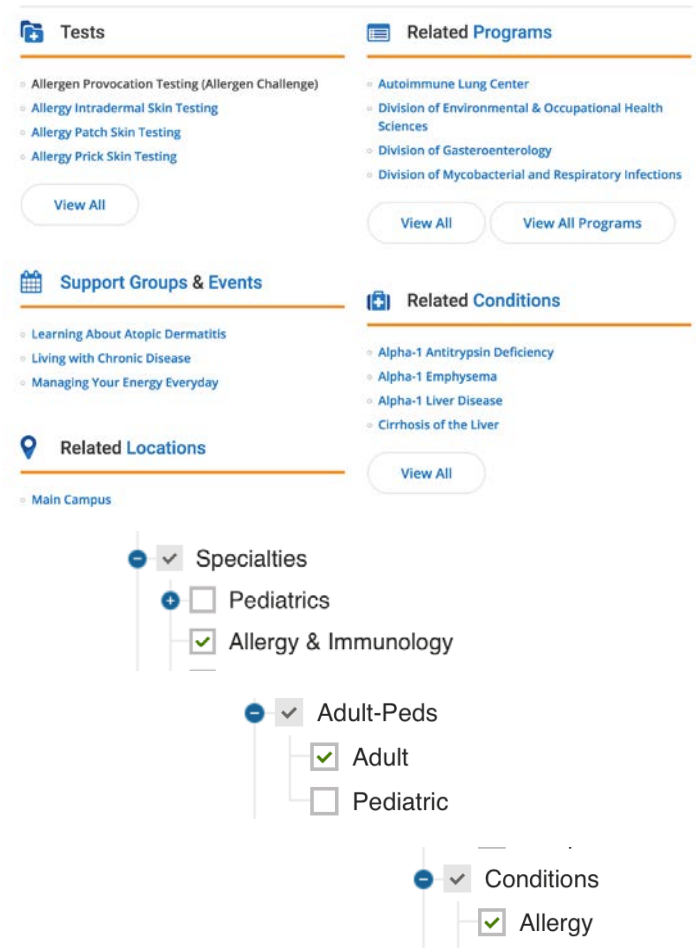 Tests
Allergen Provocation Testing (Allergen Challenge)
Allergy Intradermal Skin Testing
Allergy Patch Skin Testing
Allergy Prick Skin Testing
View All
Support Groups & Events
Learning About Atopic Dermatitis
Living with Chronic Disease
Managing Your Energy Everyday
Related Locations
Main Campus
Related Programs
Autoimmune Lung Center
Division of Environmental & Occupational Health
Sciences
Division of Gasteroenterology
Division of Mycobacterial and Respiratory Infections
View All
View All Programs
Related Conditions
Alpha-1 Antitrypsin Deficiency
Alpha-1 Emphysema
Alpha-1 Liver Disease
Cirrhosis of the Liver
View All
Specialties
Pediatrics
Allergy & Immunology
Adult-Peds
Adult
Pediatric
Conditions
Allergy